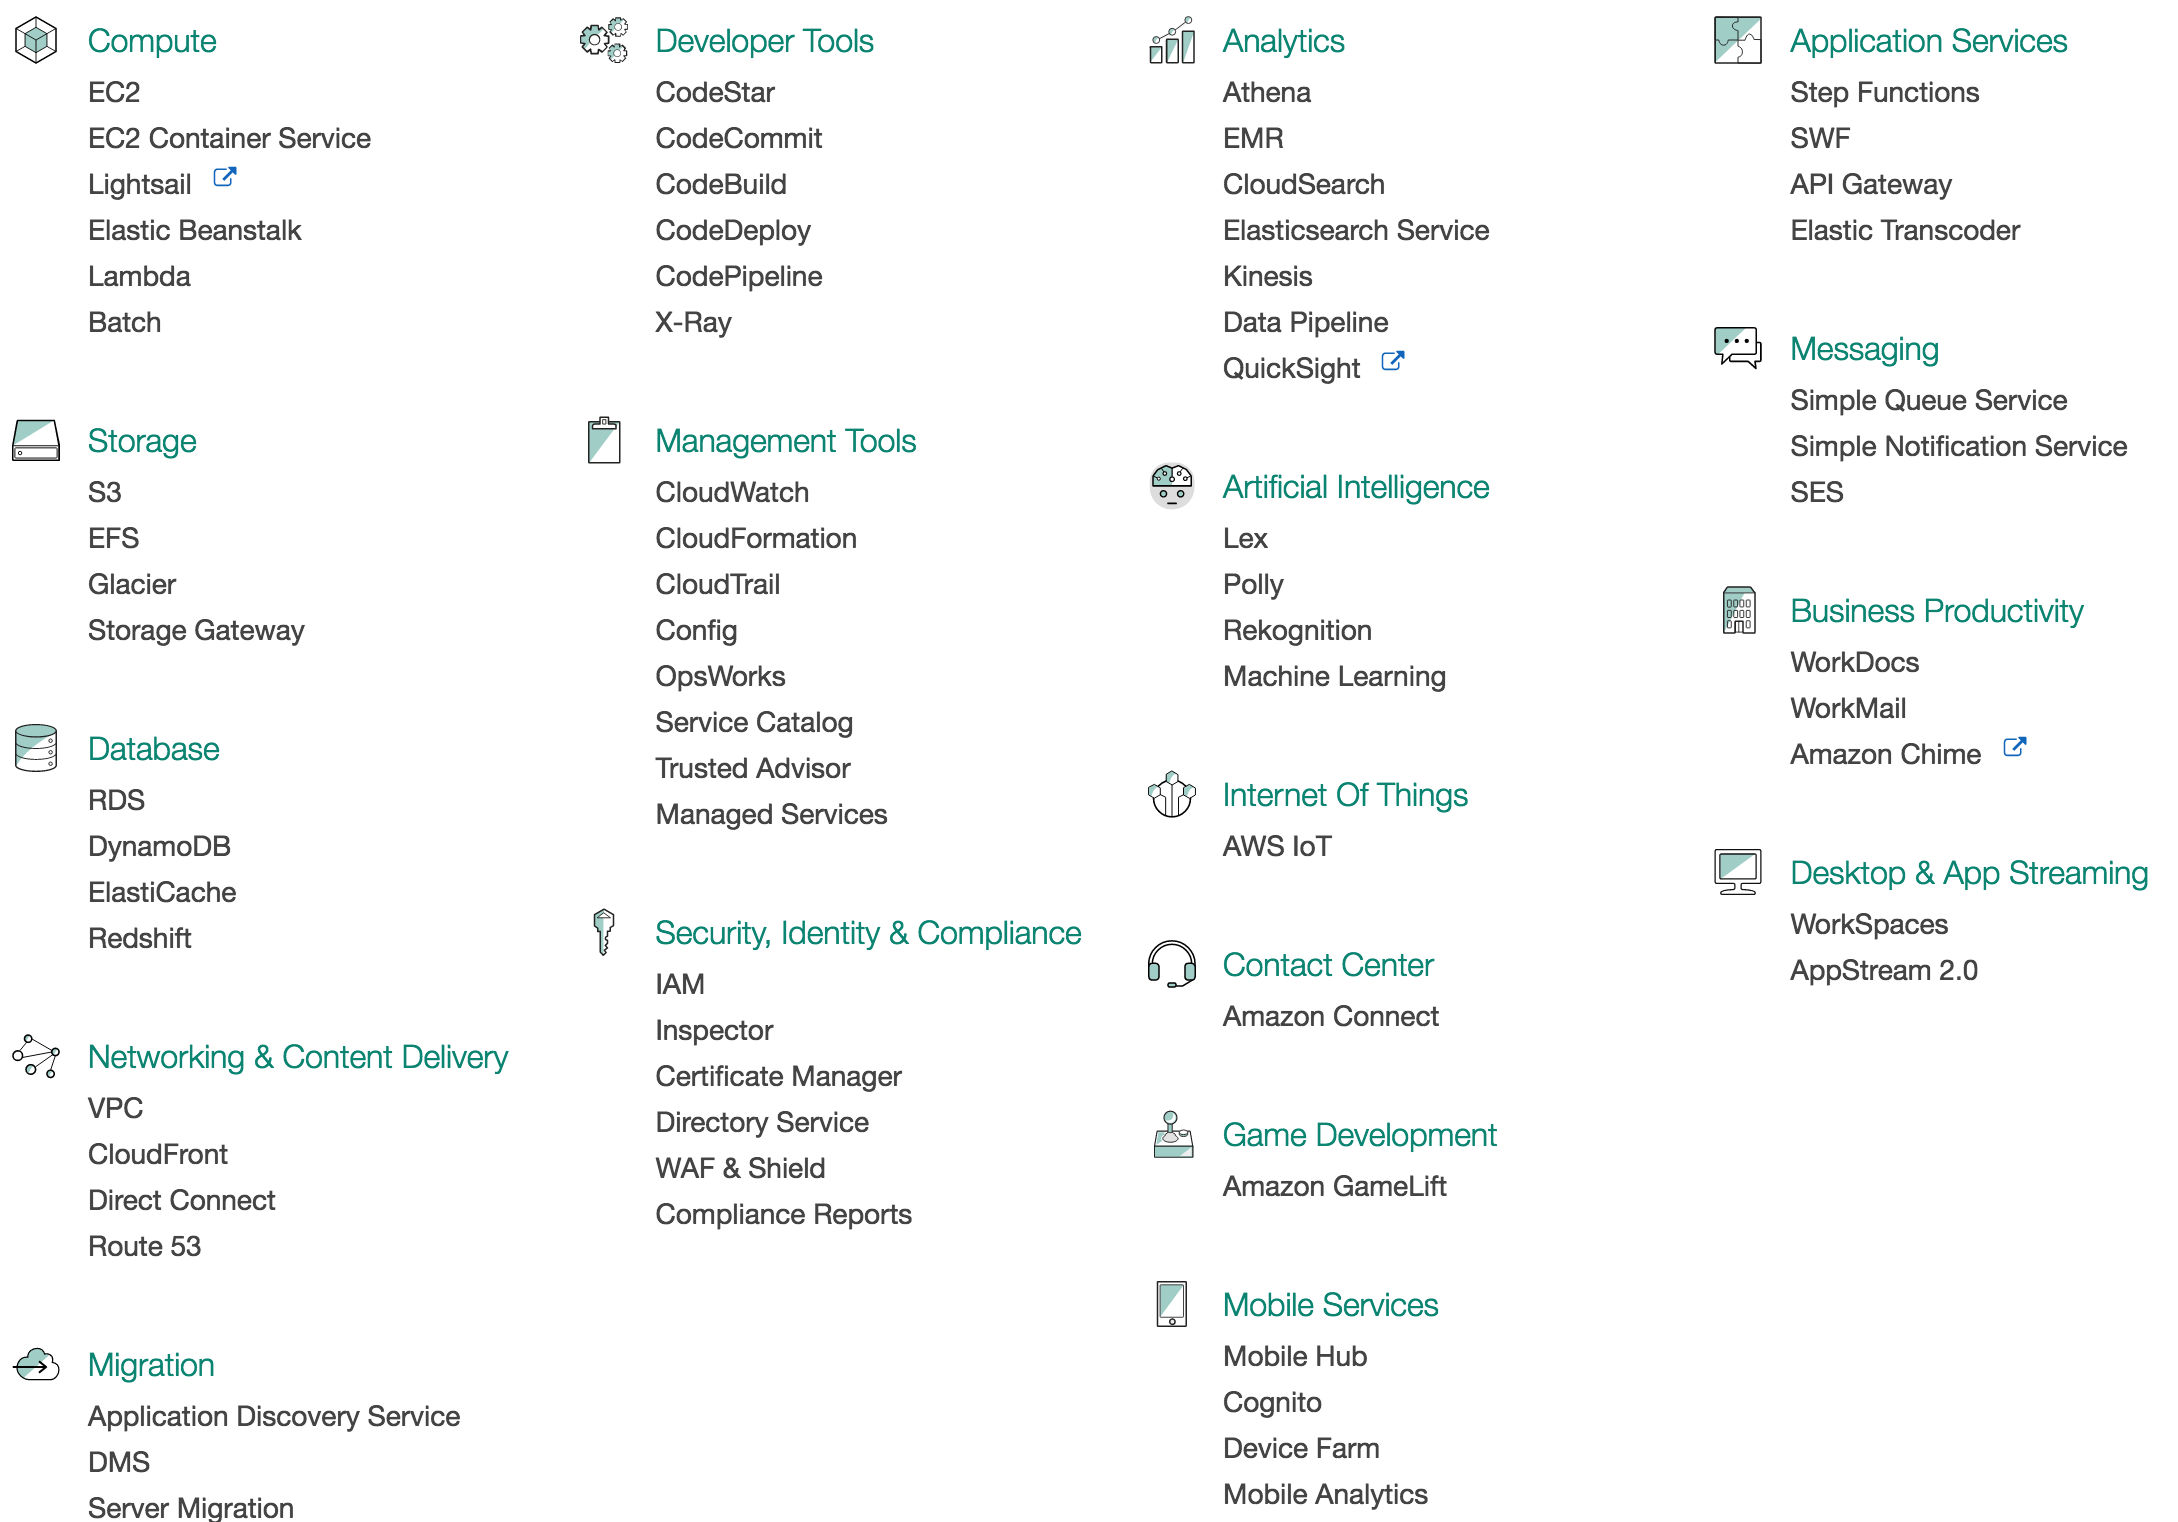 Compute
EC2
EC2 Container Service
Lightsail
Elastic Beanstalk
Lambda
Batch
Storage
S3
EFS
Glacier
Storage Gateway
Database
RDS
DynamoDB
ElastiCache
Redshift
Networking & Content Delivery
VPC
CloudFront
Direct Connect
Route 53
Migration
Application Discovery Service
DMS
Server Migration
Developer Tools
CodeStar
CodeCommit
CodeBuild
CodeDeploy
CodePipeline
X-Ray
Management Tools
CloudWatch
CloudFormation
CloudTrail
Config
OpsWorks
Service Catalog
Trusted Advisor
Managed Services
Security, Identity & Compliance
IAM
Inspector
Certificate Manager
Directory Service
WAF & Shield
Compliance Reports
Analytics
Athena
EMR
CloudSearch
Elasticsearch Service
Kinesis
Data Pipeline
QuickSight
Artificial Intelligence
Lex
Polly
Rekognition
Machine Learning
Internet Of Things
AWS IoT
Contact Center
Amazon Connect
Game Development
Amazon GameLift
Mobile Services
Mobile Hub
Cognito
Device Farm
Mobile Analytics
Application Services
Step Functions
SWF
API Gateway
Elastic Transcoder
Messaging
Simple Queue Service
Simple Notification Service
SES
Business Productivity
WorkDocs
WorkMail
Amazon Chime
Desktop & App Streaming
WorkSpaces
AppStream 2.0